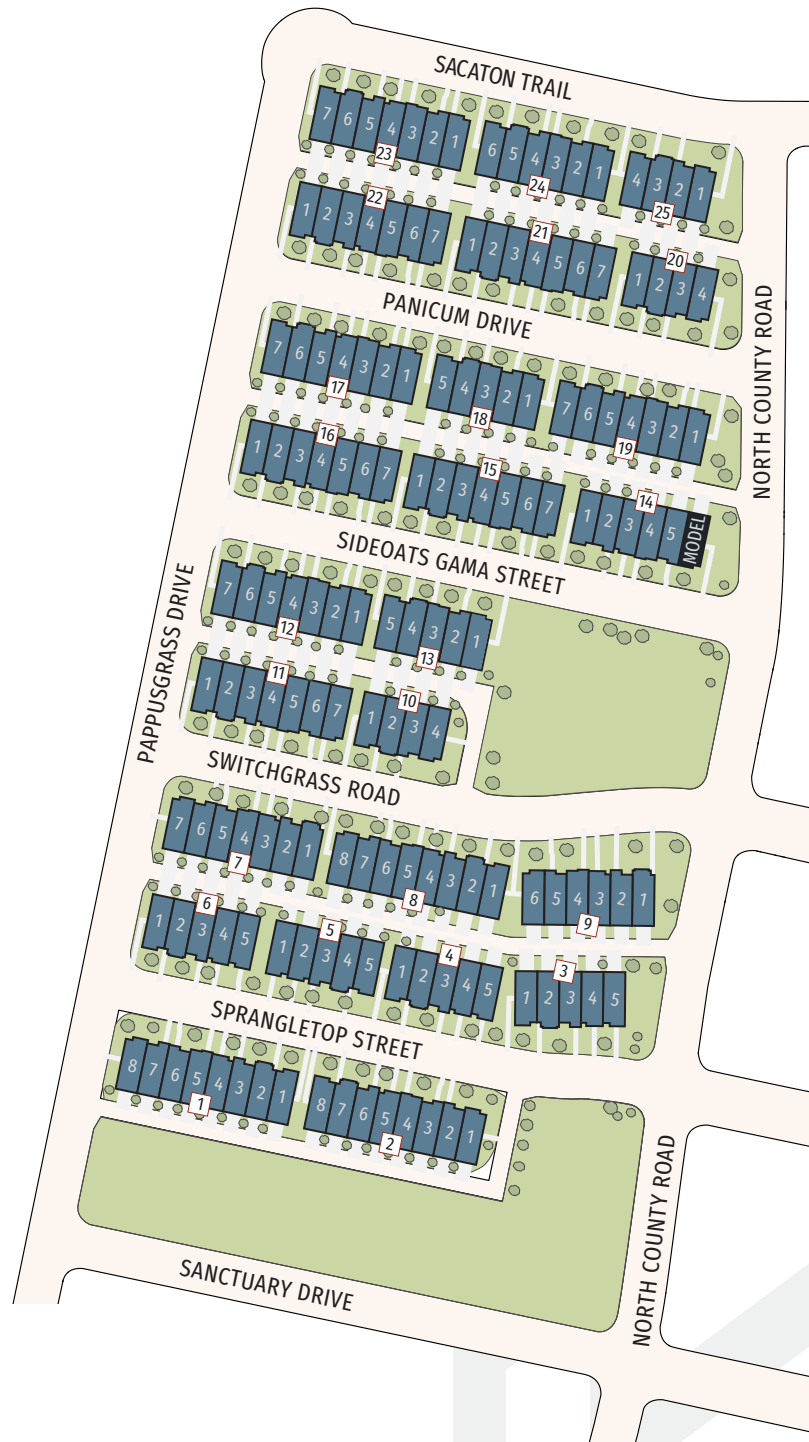 SACATON TRAIL
7 6 5 4 3 2 1
23
6 5 4 3 2 1
24
4 3 2 1
25
22
1 2 3 4 5 6 7
21
1 2 3 4 5 6 7
20
1 2 3 4
PANICUM DRIVE
NORTH COUNTY ROAD
7 6 5 4 3 2 1
17
5 4 3 2 1
18
7 6 5 4 3 2 1
19
16
1 2 3 4 5 6 7
15
1 2 3 4 5 6 7
14
1 2 3 4 5 MODEL
SIDEOATS GAMA STREET
PAPPUSGRASS DRIVE
7 6 5 4 3 2 1
12
5 4 3 2 1
13
11
1 2 3 4 5 6 7
10
1 2 3 4
SWITCHGRASS ROAD
7 6 5 4 3 2 1
7
8 7 6 5 4 3 2 1
8
6 5 4 3 2 1
9
6
1 2 3 4 5
5
1 2 3 4 5
4
1 2 3 4 5
3
1 2 3 4 5
SPRANGLETOP STREET
8 7 6 5 4 3 2 1
1
8 7 6 5 4 3 2 1
2
NORTH COUNTY ROAD
SANCTUARY DRIVE